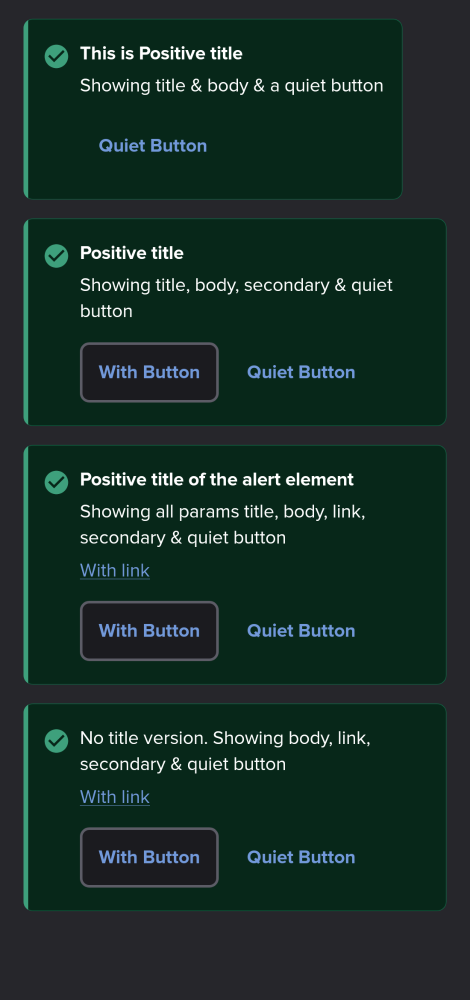 This is Positive title
Showing title & body & a quiet button
Quiet Button
Positive title
Showing title, body, secondary & quiet
button
With Button
Quiet Button
Positive title of the alert element
Showing all params title, body, link,
secondary & quiet button
With link
With Button
Quiet Button
No title version. Showing body, link,
secondary & quiet button
With link
With Button
Quiet Button